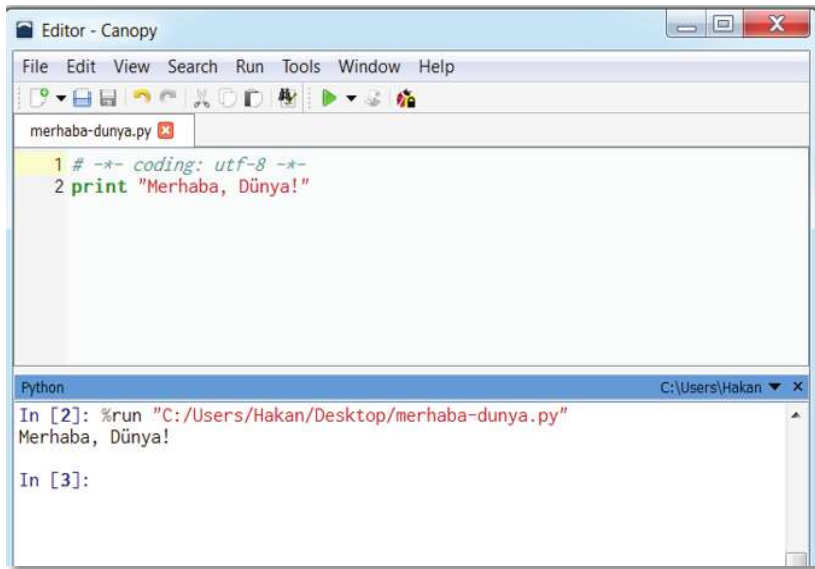 Editor - Canopy
File Edit View Search Run Tools Window Help
merhaba-dunya.py
1 # -*- coding: utf-8 -*-
2 print "Merhaba, Dünya!"
Python C:\Users\Hakan
In [2]: %run "C:/Users/Hakan/Desktop/merhaba-dunya.py"
Merhaba, Dünya!
In [3]: